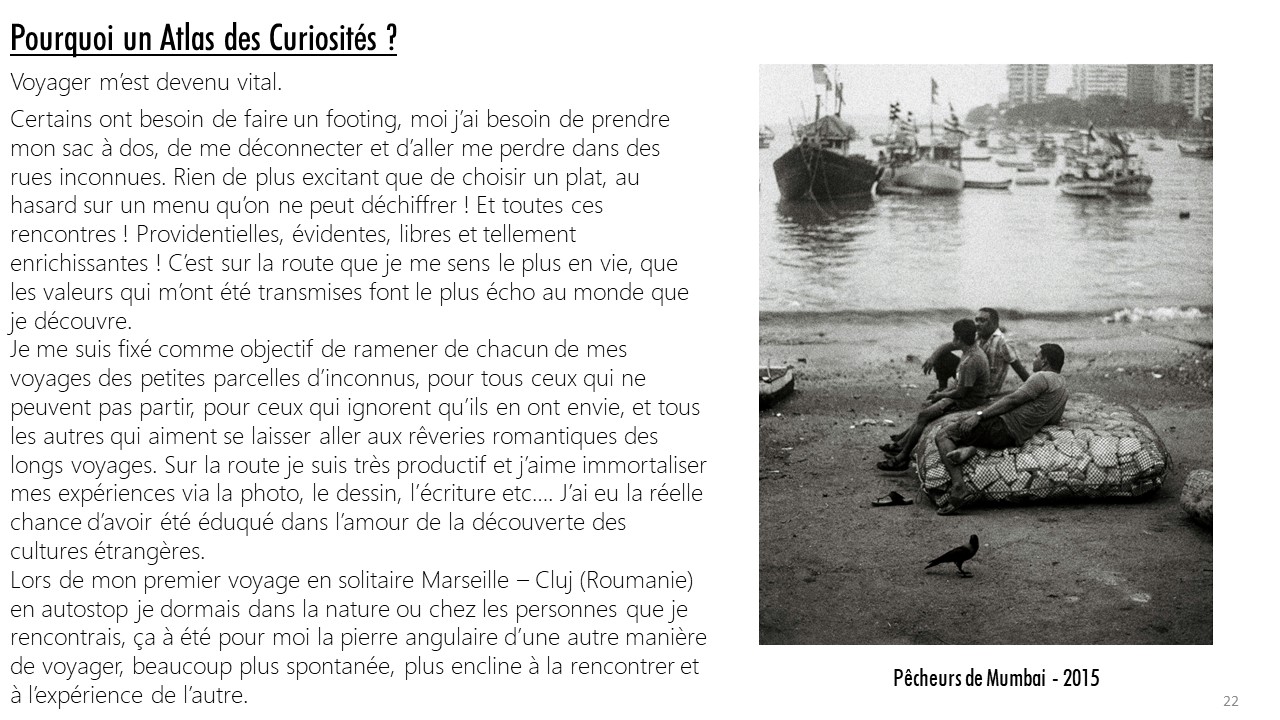 Pourquoi un Atlas des Curiosités ?
Voyager m’est devenu vital.
Certains ont besoin de faire un footing, moi j’ai besoin de prendre
mon sac à dos, de me déconnecter et d’aller me perdre dans des
rues inconnues. Rien de plus excitant que de choisir un plat, au
hasard sur un menu qu’on ne peut déchiffrer ! Et toutes ces
rencontres ! Providentielles, évidentes, libres et tellement
enrichissantes ! C’est sur la route que je me sens le plus en vie, que
les valeurs qui m’ont été transmises font le plus écho au monde que
je découvre.
Je me suis fixé comme objectif de ramener de chacun de mes
voyages des petites parcelles d’inconnus, pour tous ceux qui ne
peuvent pas partir, pour ceux qui ignorent qu’ils en ont envie, et tous
les autres qui aiment se laisser aller aux rêveries romantiques des
longs voyages. Sur la route je suis très productif et j’aime immortaliser
mes expériences via la photo, le dessin, l’écriture etc…. J’ai eu la réelle
chance d’avoir été éduqué dans l’amour de la découverte des
cultures étrangères.
Lors de mon premier voyage en solitaire Marseille – Cluj (Roumanie)
en autostop je dormais dans la nature ou chez les personnes que je
rencontrais, ça à été pour moi la pierre angulaire d’une autre manière
de voyager, beaucoup plus spontanée, plus encline à la rencontrer et
à l’expérience de l’autre.
Pêcheurs de Mumbai - 2015
22